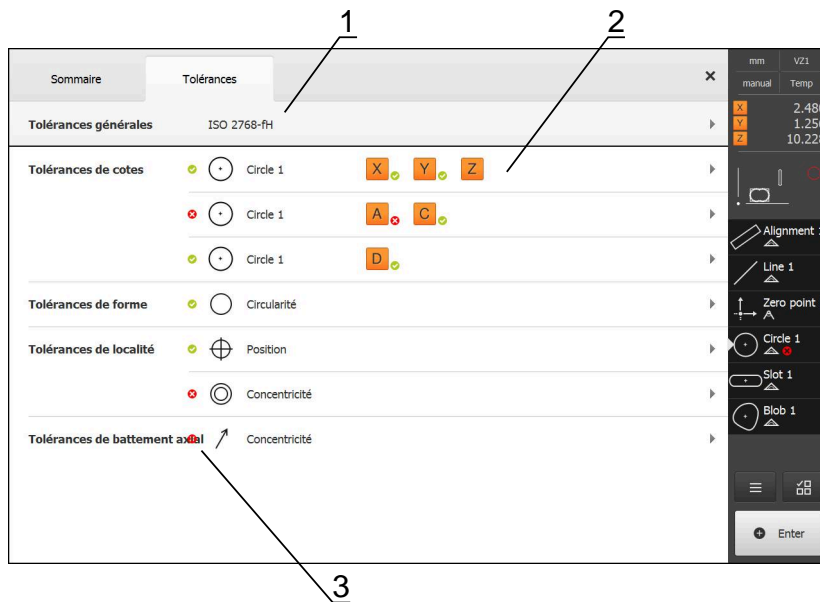 1
2
Sommaire
Tolérances
×
Tolérances générales ISO 2768-fH
Tolérances de cotes Circle 1 X Y Z
Circle 1 A C
Circle 1 D
Tolérances de forme Circularité
Tolérances de localité Position
Concentricité
Tolérances de battement axial Concentricité
3
mm VZ1
manual Temp
X 2.48
Y 1.25
Z 10.228
Alignment 1
Line 1
Zero point
Circle 1
Slot 1
Blob 1
Enter